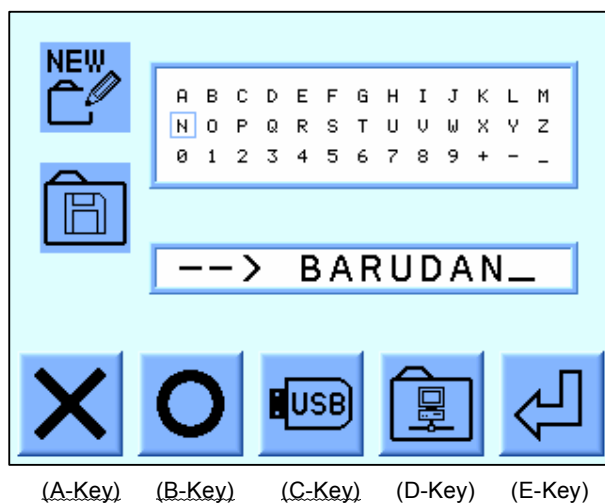 NEW
A B C D E F G H I J K L M
N O P Q R S T U V W X Y Z
0 1 2 3 4 5 6 7 8 9 + - _
--> BARUDAN_
USB
(A-Key) (B-Key) (C-Key) (D-Key) (E-Key)